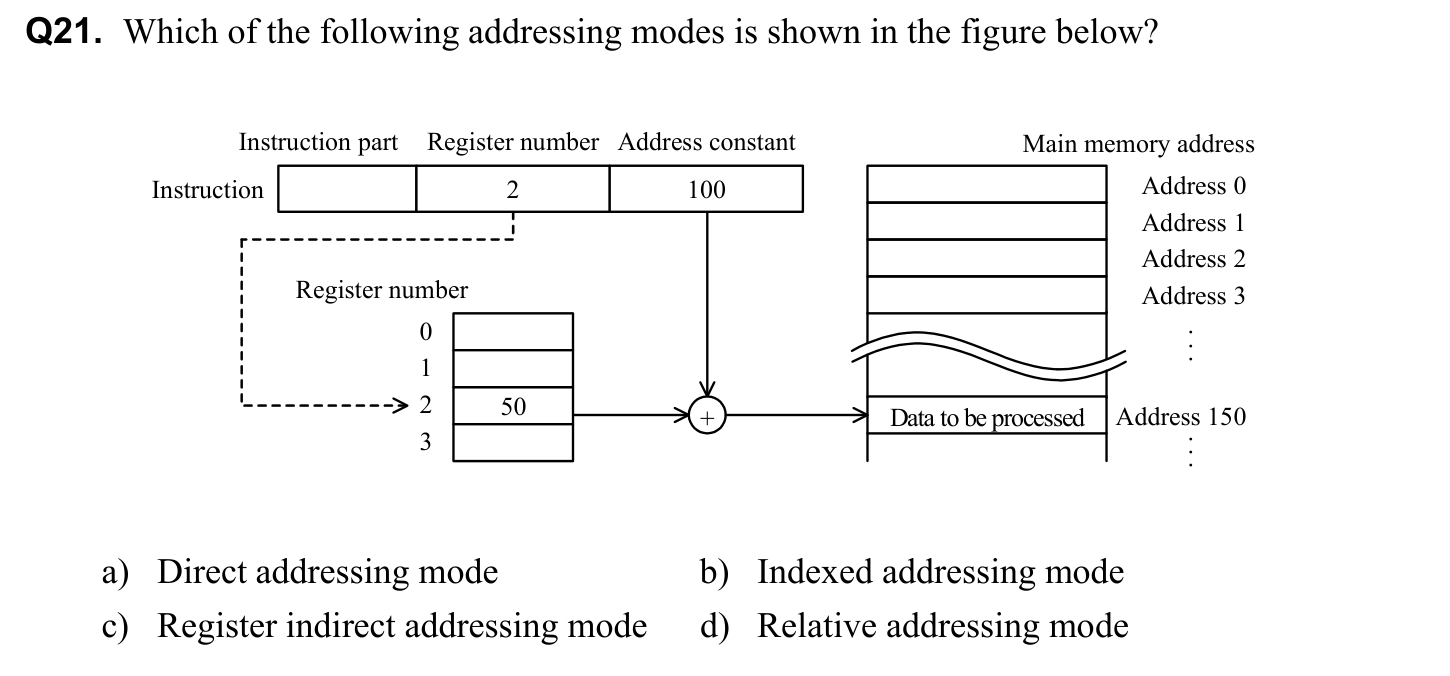 Q21. Which of the following addressing modes is shown in the figure below?
Instruction part Register number Address constant
Main memory address
Instruction 2 100
Address 0
Address 1
Address 2
Address 3
Register number
0
1
2 50
3
+
Data to be processed Address 150
a) Direct addressing mode b) Indexed addressing mode
c) Register indirect addressing mode d) Relative addressing mode